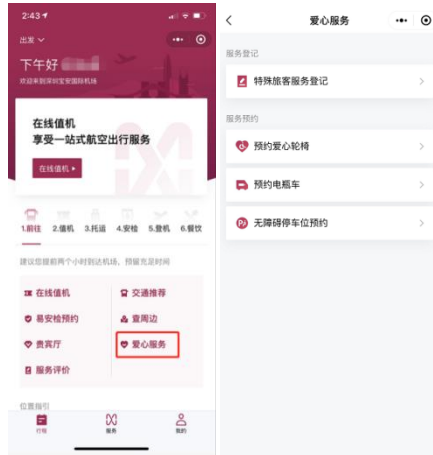 2:43
出发
下午好
欢迎来到深圳宝安国际机场
在线值机
享受一站式航空出行服务
在线值机
1.前往 2.值机 3.托运 4.安检 5.登机 6.餐饮
建议您提前两个小时到达机场，预留充足时间
在线值机 交通推荐
易安检预约 查周边
贵宾厅 爱心服务
服务评价
位置指引
行程 服务 我的
爱心服务
服务登记
特殊旅客服务登记
服务预约
预约爱心轮椅
预约电瓶车
无障碍停车位预约